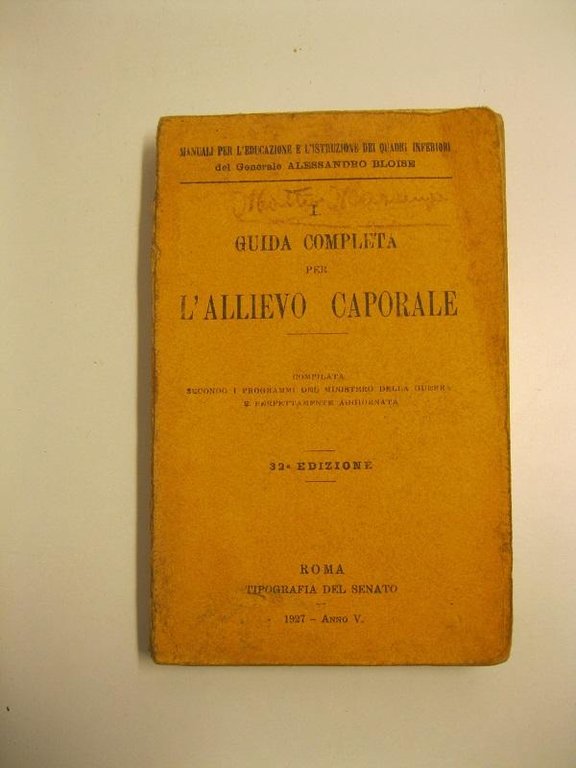 MANUALI PER L'EDUCAZIONE E L'ISTRUZIONE DEI QUADRI INFERIORI
del Generale ALESSANDRO BLOISE
I.
GUIDA COMPLETA
PER
L'ALLIEVO CAPORALE
COMPILATA
SECONDO I PROGRAMMI DEL MINISTERO DELLA GUERRA
E PERFETTAMENTE AGGIORNATA
32ª EDIZIONE
ROMA
TIPOGRAFIA DEL SENATO
1927 - ANNO V.